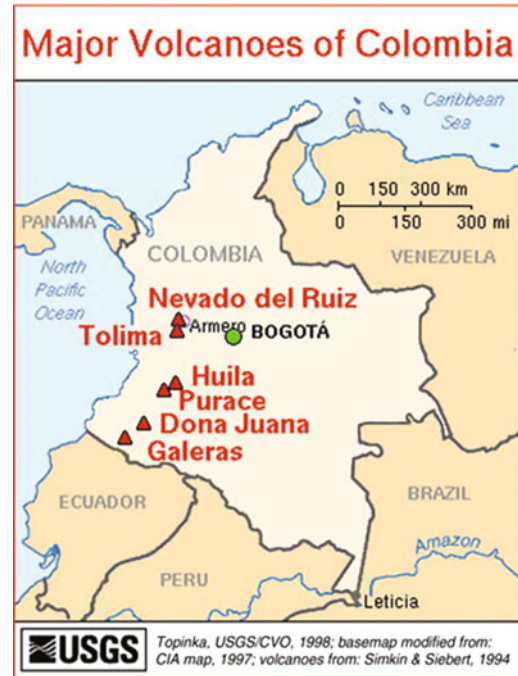 Major Volcanoes of Colombia
Caribbean
Sea
0 150 300 km
0 150 300 mi
PANAMA
COLOMBIA
VENEZUELA
North
Pacific
Ocean
Nevado del Ruiz
Armero
Tolima
BOGOTÁ
Huila
Purace
Dona Juana
Galeras
ECUADOR
BRAZIL
Amazon
PERU
Leticia
USGS
Topinka, USGS/CVO, 1998; basemap modified from:
CIA map, 1997; volcanoes from: Simkin & Siebert, 1994